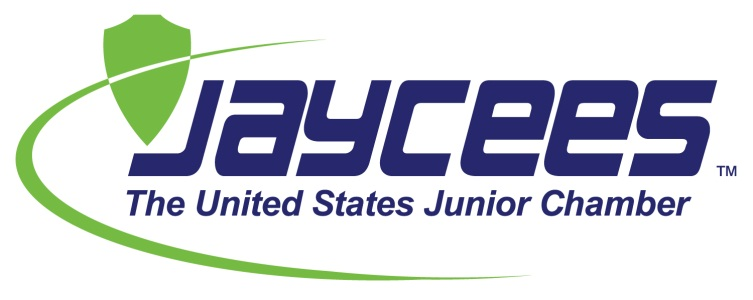 Jaycees ™
The United States Junior Chamber